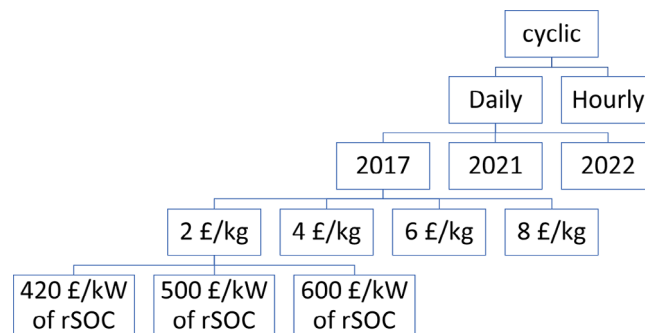 cyclic
Daily
Hourly
2017
2021
2022
2 £/kg
4 £/kg
6 £/kg
8 £/kg
420 £/kW
of rSOC
500 £/kW
of rSOC
600 £/kW
of rSOC